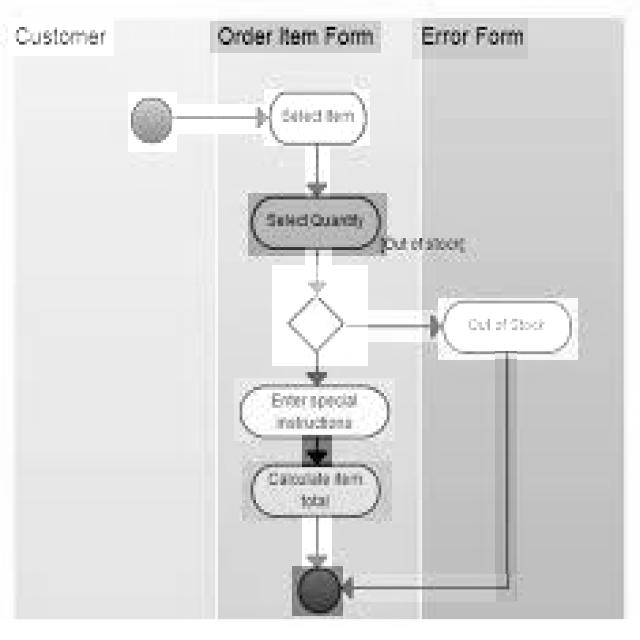 Customer
Order Item Form
Error Form
Select Item
Select Quantity
[Out of stock]
Out of Stock
Enter special
instructions
Calculate item
total